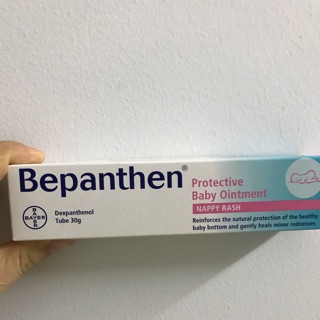 Bepanthen®
Protective
Baby Ointment
NAPPY RASH
Reinforces the natural protection of the healthy
baby bottom and gently heals minor rednesses
BAYER
BAYER
Dexpanthenol
Tube 30g